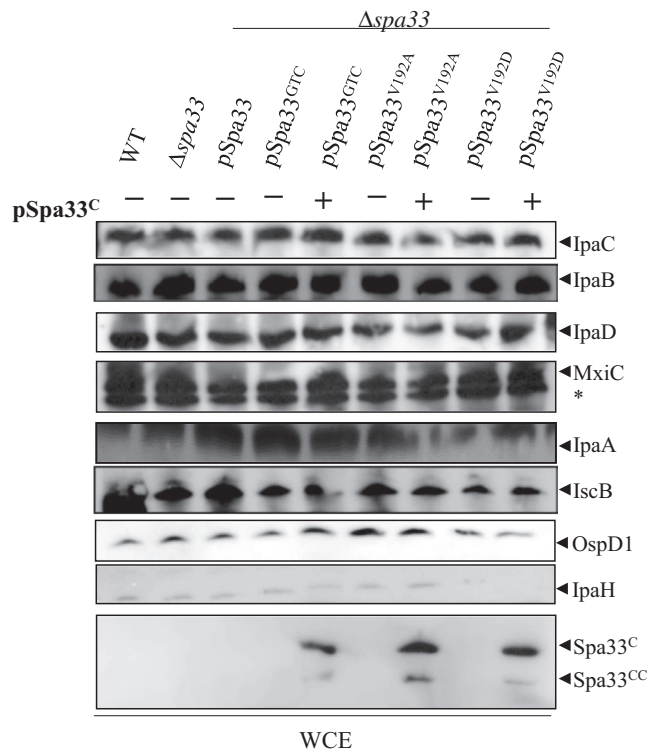 Δspa33
WT Δspa33 pSpa33 pSpa33GTC pSpa33GTC pSpa33V192A pSpa33V192A pSpa33V192D pSpa33V192D
pSpa33C − − − − + − + − +
IpaC
IpaB
IpaD
MxiC
*
IpaA
IscB
OspD1
IpaH
Spa33C
Spa33CC
WCE